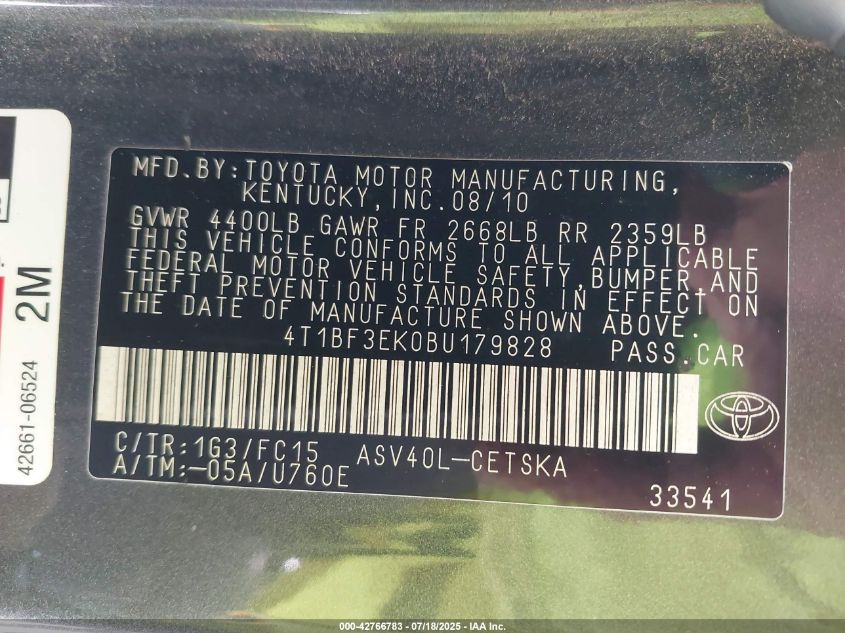 MFD.BY:TOYOTA MOTOR MANUFACTURING,
KENTUCKY,INC.08/10
GVWR 4400LB GAWR FR 2668LB RR 2359LB
THIS VEHICLE CONFORMS TO ALL APPLICABLE
FEDERAL MOTOR VEHICLE SAFETY,BUMPER,AND
THEFT PREVENTION STANDARDS IN EFFECT ON
THE DATE OF MANUFACTURE SHOWN ABOVE.
4T1BF3EK0BU179828 PASS.CAR
C/TR:1G3/FC15 ASV40L-CETSKA
A/TM:-05A/U760E
33541
2M
42661-06524
000-42766783 - 07/18/2025 - IAA Inc.